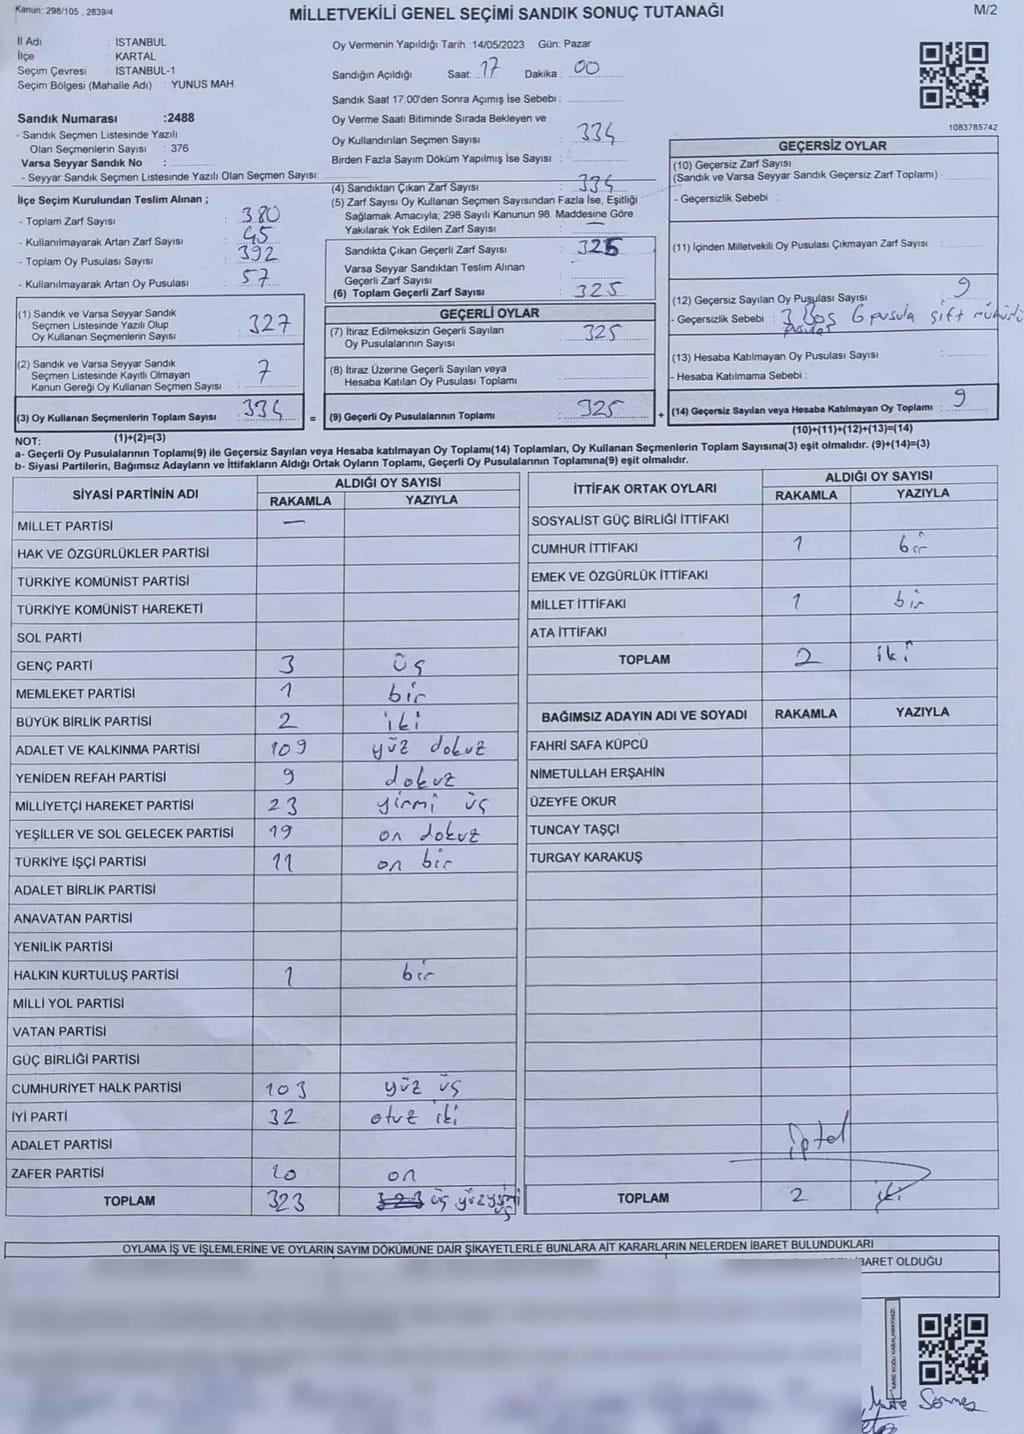 Kanun: 298/105 , 2839/4
MİLLETVEKİLİ GENEL SEÇİMİ SANDIK SONUÇ TUTANAĞI
M/2
İl Adı : İSTANBUL
İlçe : KARTAL
Seçim Çevresi : İSTANBUL-1
Seçim Bölgesi (Mahalle Adı) : YUNUS MAH.
Sandık Numarası :2488
- Sandık Seçmen Listesinde Yazılı
Olan Seçmenlerin Sayısı : 376
Varsa Seyyar Sandık No :
- Seyyar Sandık Seçmen Listesinde Yazılı Olan Seçmen Sayısı:
İlçe Seçim Kurulundan Teslim Alınan ;
- Toplam Zarf Sayısı : 380
- Kullanılmayarak Artan Zarf Sayısı : 45
- Toplam Oy Pusulası Sayısı : 392
- Kullanılmayarak Artan Oy Pusulası : 57
(1) Sandık ve Varsa Seyyar Sandık
Seçmen Listesinde Yazılı Olup
Oy Kullanan Seçmenlerin Sayısı : 327
(2) Sandık ve Varsa Seyyar Sandık
Seçmen Listesinde Kayıtlı Olmayan
Kanun Gereği Oy Kullanan Seçmen Sayısı : 7
(3) Oy Kullanan Seçmenlerin Toplam Sayısı : 334
(1)+(2)=(3)
Oy Vermenin Yapıldığı Tarih :14/05/2023 Gün: Pazar
Sandığın Açıldığı Saat: 17 Dakika : 00
Sandık Saat 17:00'den Sonra Açımış İse Sebebi :
Oy Verme Saati Bitiminde Sırada Bekleyen ve
Oy Kullandırılan Seçmen Sayısı : 334
Birden Fazla Sayım Döküm Yapılmış İse Sayısı :
(4) Sandıktan Çıkan Zarf Sayısı : 334
(5) Zarf Sayısı Oy Kullanan Seçmen Sayısından Fazla İse, Eşitliği
Sağlamak Amacıyla, 298 Sayılı Kanunun 98. Maddesine Göre
Yakılarak Yok Edilen Zarf Sayısı :
Sandıkta Çıkan Geçerli Zarf Sayısı : 325
Varsa Seyyar Sandıktan Teslim Alınan
Geçerli Zarf Sayısı :
(6) Toplam Geçerli Zarf Sayısı : 325
GEÇERLİ OYLAR
(7) İtiraz Edilmeksizin Geçerli Sayılan
Oy Pusulalarının Sayısı : 325
(8) İtiraz Üzerine Geçerli Sayılan veya
Hesaba Katılan Oy Pusulası Toplamı :
= (9) Geçerli Oy Pusulalarının Toplamı : 325 +
1083785742
GEÇERSİZ OYLAR
(10) Geçersiz Zarf Sayısı
(Sandık ve Varsa Seyyar Sandık Geçersiz Zarf Toplamı) :
- Geçersizlik Sebebi :
(11) İçinden Milletvekili Oy Pusulası Çıkmayan Zarf Sayısı :
(12) Geçersiz Sayılan Oy Pusulası Sayısı : 9
- Geçersizlik Sebebi : 3 Boş pusula 6 pusula çift mühürlü
(13) Hesaba Katılmayan Oy Pusulası Sayısı :
- Hesaba Katılmama Sebebi :
(14) Geçersiz Sayılan veya Hesaba Katılmayan Oy Toplamı : 9
(10)+(11)+(12)+(13)=(14)
NOT:
a- Geçerli Oy Pusulalarının Toplamı(9) ile Geçersiz Sayılan veya Hesaba katılmayan Oy Toplamı(14) Toplamları, Oy Kullanan Seçmenlerin Toplam Sayısına(3) eşit olmalıdır. (9)+(14)=(3)
b- Siyasi Partilerin, Bağımsız Adayların ve İttifakların Aldığı Ortak Oyların Toplamı, Geçerli Oy Pusulalarının Toplamına(9) eşit olmalıdır.
SİYASİ PARTİNİN ADI
ALDIĞI OY SAYISI
RAKAMLA YAZIYLA
MİLLET PARTİSİ —
HAK VE ÖZGÜRLÜKLER PARTİSİ
TÜRKİYE KOMÜNİST PARTİSİ
TÜRKİYE KOMÜNİST HAREKETİ
SOL PARTİ
GENÇ PARTİ 3 üç
MEMLEKET PARTİSİ 1 bir
BÜYÜK BİRLİK PARTİSİ 2 iki
ADALET VE KALKINMA PARTİSİ 109 yüz dokuz
YENİDEN REFAH PARTİSİ 9 dokuz
MİLLİYETÇİ HAREKET PARTİSİ 23 yirmi üç
YEŞİLLER VE SOL GELECEK PARTİSİ 19 on dokuz
TÜRKİYE İŞÇİ PARTİSİ 11 on bir
ADALET BİRLİK PARTİSİ
ANAVATAN PARTİSİ
YENİLİK PARTİSİ
HALKIN KURTULUŞ PARTİSİ 1 bir
MİLLİ YOL PARTİSİ
VATAN PARTİSİ
GÜÇ BİRLİĞİ PARTİSİ
CUMHURİYET HALK PARTİSİ 103 yüz üç
İYİ PARTİ 32 otuz iki
ADALET PARTİSİ
ZAFER PARTİSİ 10 on
TOPLAM 323 323 üç yüz yirmi üç
İTTİFAK ORTAK OYLARI
ALDIĞI OY SAYISI
RAKAMLA YAZIYLA
SOSYALİST GÜÇ BİRLİĞİ İTTİFAKI
CUMHUR İTTİFAKI 1 bir
EMEK VE ÖZGÜRLÜK İTTİFAKI
MİLLET İTTİFAKI 1 bir
ATA İTTİFAKI
TOPLAM 2 iki
BAĞIMSIZ ADAYIN ADI VE SOYADI RAKAMLA YAZIYLA
FAHRİ SAFA KÜPCÜ
NİMETULLAH ERŞAHİN
ÜZEYFE OKUR
TUNCAY TAŞÇI
TURGAY KARAKUŞ
iptal
TOPLAM 2 iki
OYLAMA İŞ VE İŞLEMLERİNE VE OYLARIN SAYIM DÖKÜMÜNE DAİR ŞİKAYETLERLE BUNLARA AİT KARARLARIN NELERDEN İBARET BULUNDUKLARI
BARET OLDUĞU
KARE KODU KARALAMAYINIZ!
Sönmez